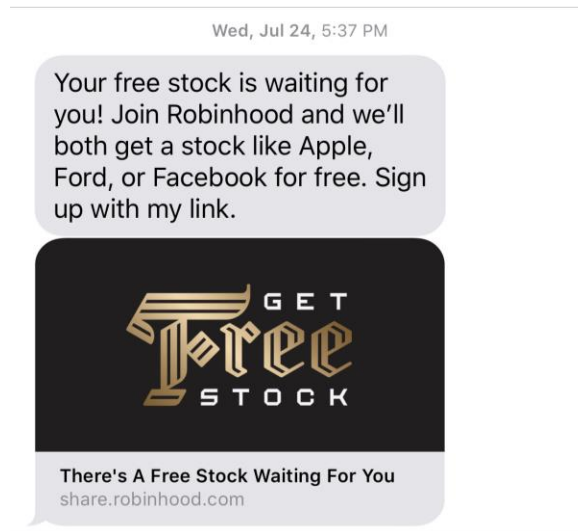 Wed, Jul 24, 5:37 PM
Your free stock is waiting for
you! Join Robinhood and we’ll
both get a stock like Apple,
Ford, or Facebook for free. Sign
up with my link.
GET
Free
STOCK
There's A Free Stock Waiting For You
share.robinhood.com